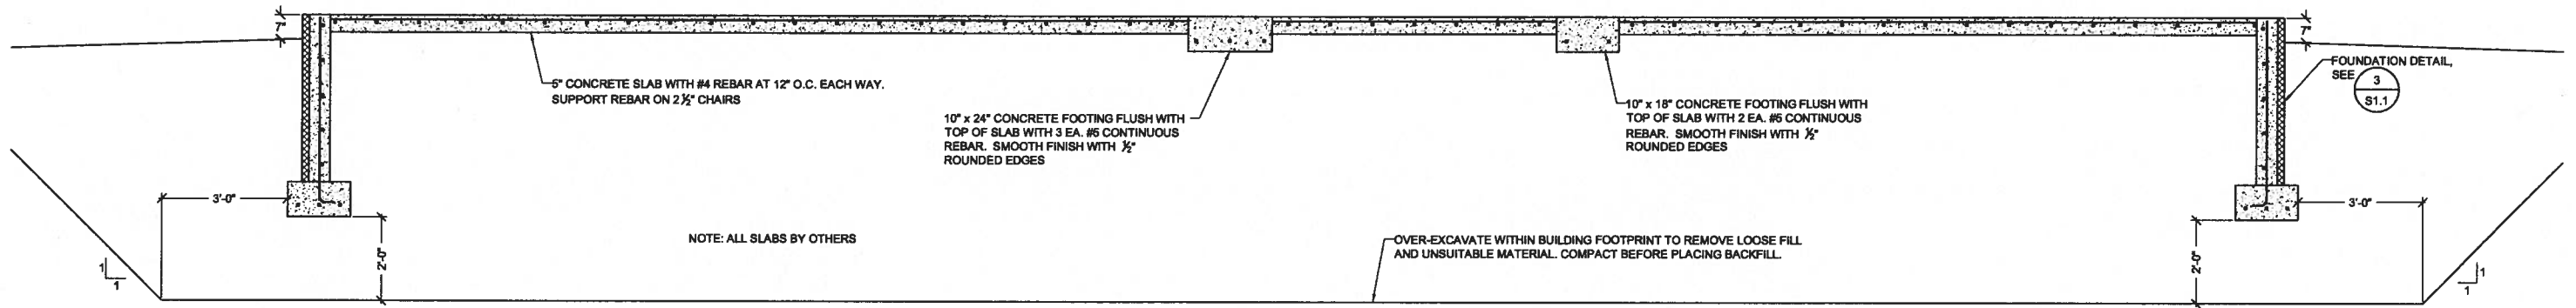 7"
7"
5" CONCRETE SLAB WITH #4 REBAR AT 12" O.C. EACH WAY.
SUPPORT REBAR ON 2½" CHAIRS
10" x 24" CONCRETE FOOTING FLUSH WITH
TOP OF SLAB WITH 3 EA. #5 CONTINUOUS
REBAR. SMOOTH FINISH WITH ½"
ROUNDED EDGES
10" x 18" CONCRETE FOOTING FLUSH WITH
TOP OF SLAB WITH 2 EA. #5 CONTINUOUS
REBAR. SMOOTH FINISH WITH ½"
ROUNDED EDGES
FOUNDATION DETAIL,
SEE
3
S1.1
3'-0"
3'-0"
NOTE: ALL SLABS BY OTHERS
OVER-EXCAVATE WITHIN BUILDING FOOTPRINT TO REMOVE LOOSE FILL
AND UNSUITABLE MATERIAL. COMPACT BEFORE PLACING BACKFILL.
2'-0"
2'-0"
1
1
1
1